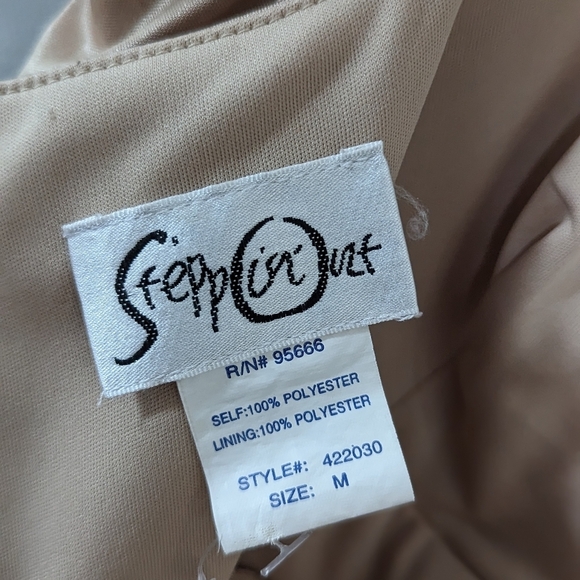 Steppin' Out
R/N# 95666
SELF:100% POLYESTER
LINING:100% POLYESTER
STYLE#: 422030
SIZE: M